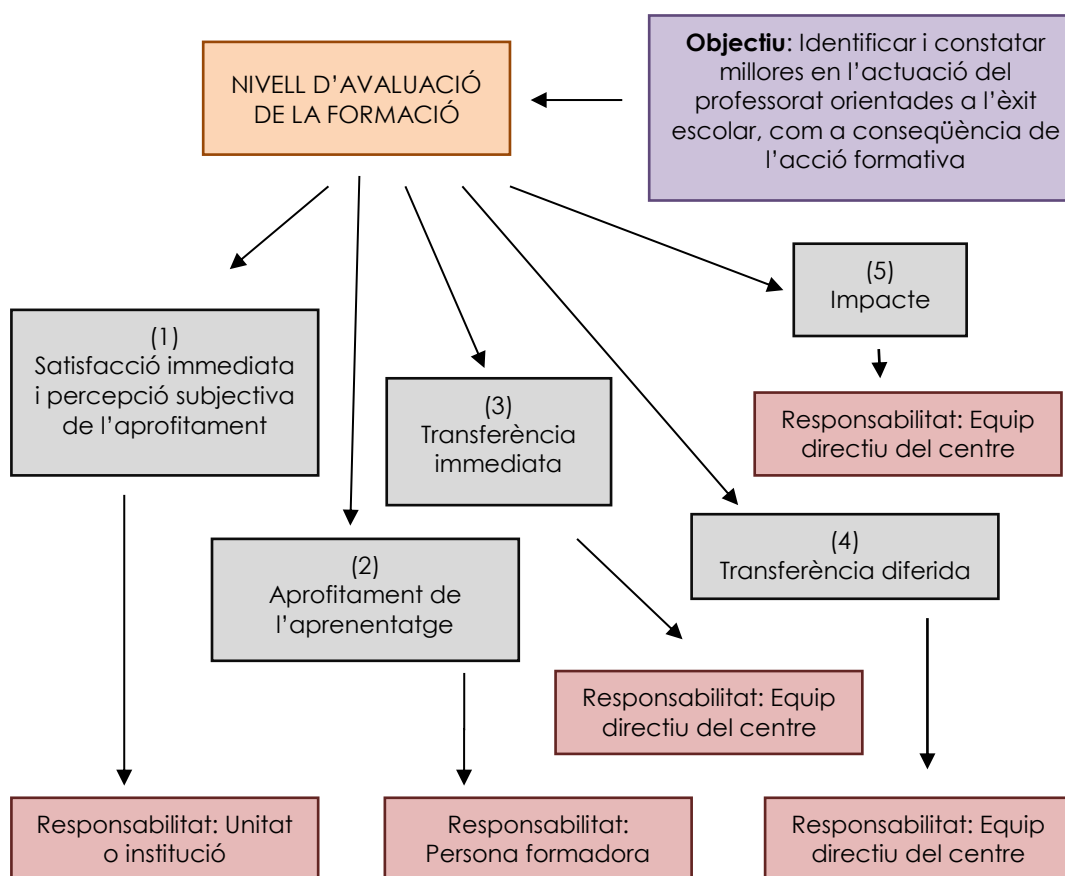 NIVELL D'AVALUACIÓ
DE LA FORMACIÓ
Objectiu: Identificar i constatar
millores en l'actuació del
professorat orientades a l'èxit
escolar, com a conseqüència de
l'acció formativa
(5)
Impacte
(1)
Satisfacció immediata
i percepció subjectiva
de l'aprofitament
(3)
Transferència
immediata
Responsabilitat: Equip
directiu del centre
(2)
Aprofitament de
l'aprenentatge
(4)
Transferència diferida
Responsabilitat: Equip
directiu del centre
Responsabilitat: Unitat
o institució
Responsabilitat:
Persona formadora
Responsabilitat: Equip
directiu del centre